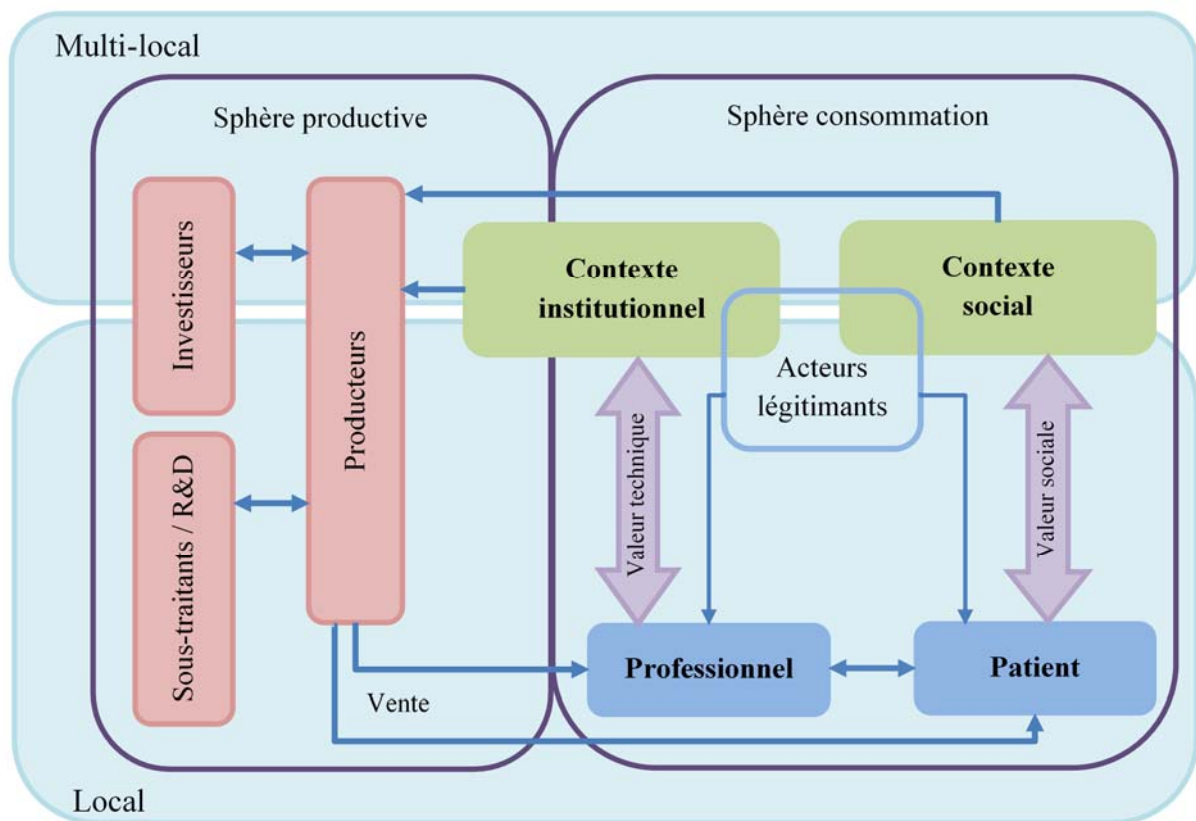 Multi-local
Sphère productive
Sphère consommation
Investisseurs
Producteurs
Sous-traitants / R&D
Contexte
institutionnel
Contexte
social
Acteurs
légitimants
Valeur technique
Valeur sociale
Professionnel
Patient
Vente
Local